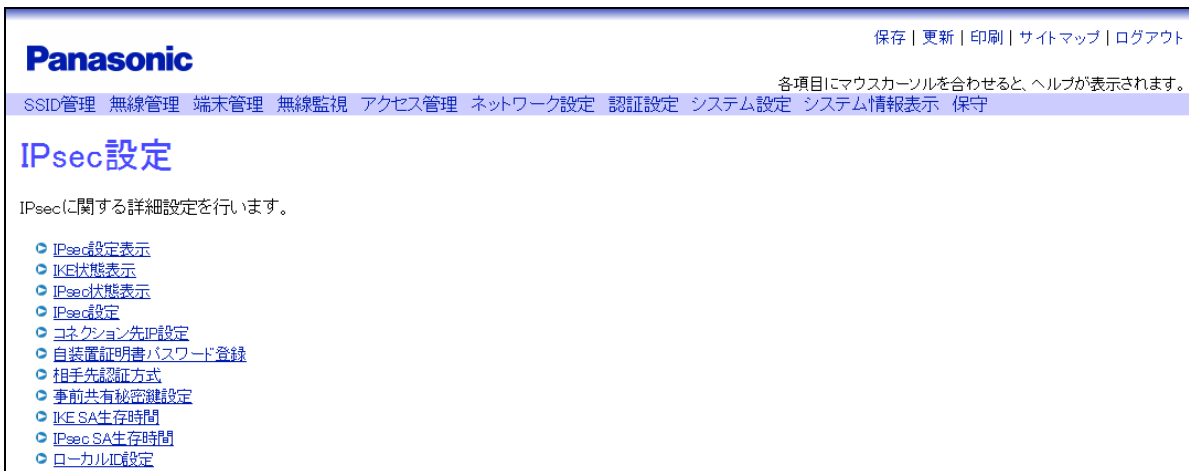 保存 | 更新 | 印刷 | サイトマップ | ログアウト
Panasonic
各項目にマウスカーソルを合わせると、ヘルプが表示されます。
SSID管理 無線管理 端末管理 無線監視 アクセス管理 ネットワーク設定 認証設定 システム設定 システム情報表示 保守
IPsec設定
IPsecに関する詳細設定を行います。
IPsec設定表示
IKE状態表示
IPsec状態表示
IPsec設定
コネクション先IP設定
自装置証明書パスワード登録
相手先認証方式
事前共有秘密鍵設定
IKE SA生存時間
IPsec SA生存時間
ローカルID設定